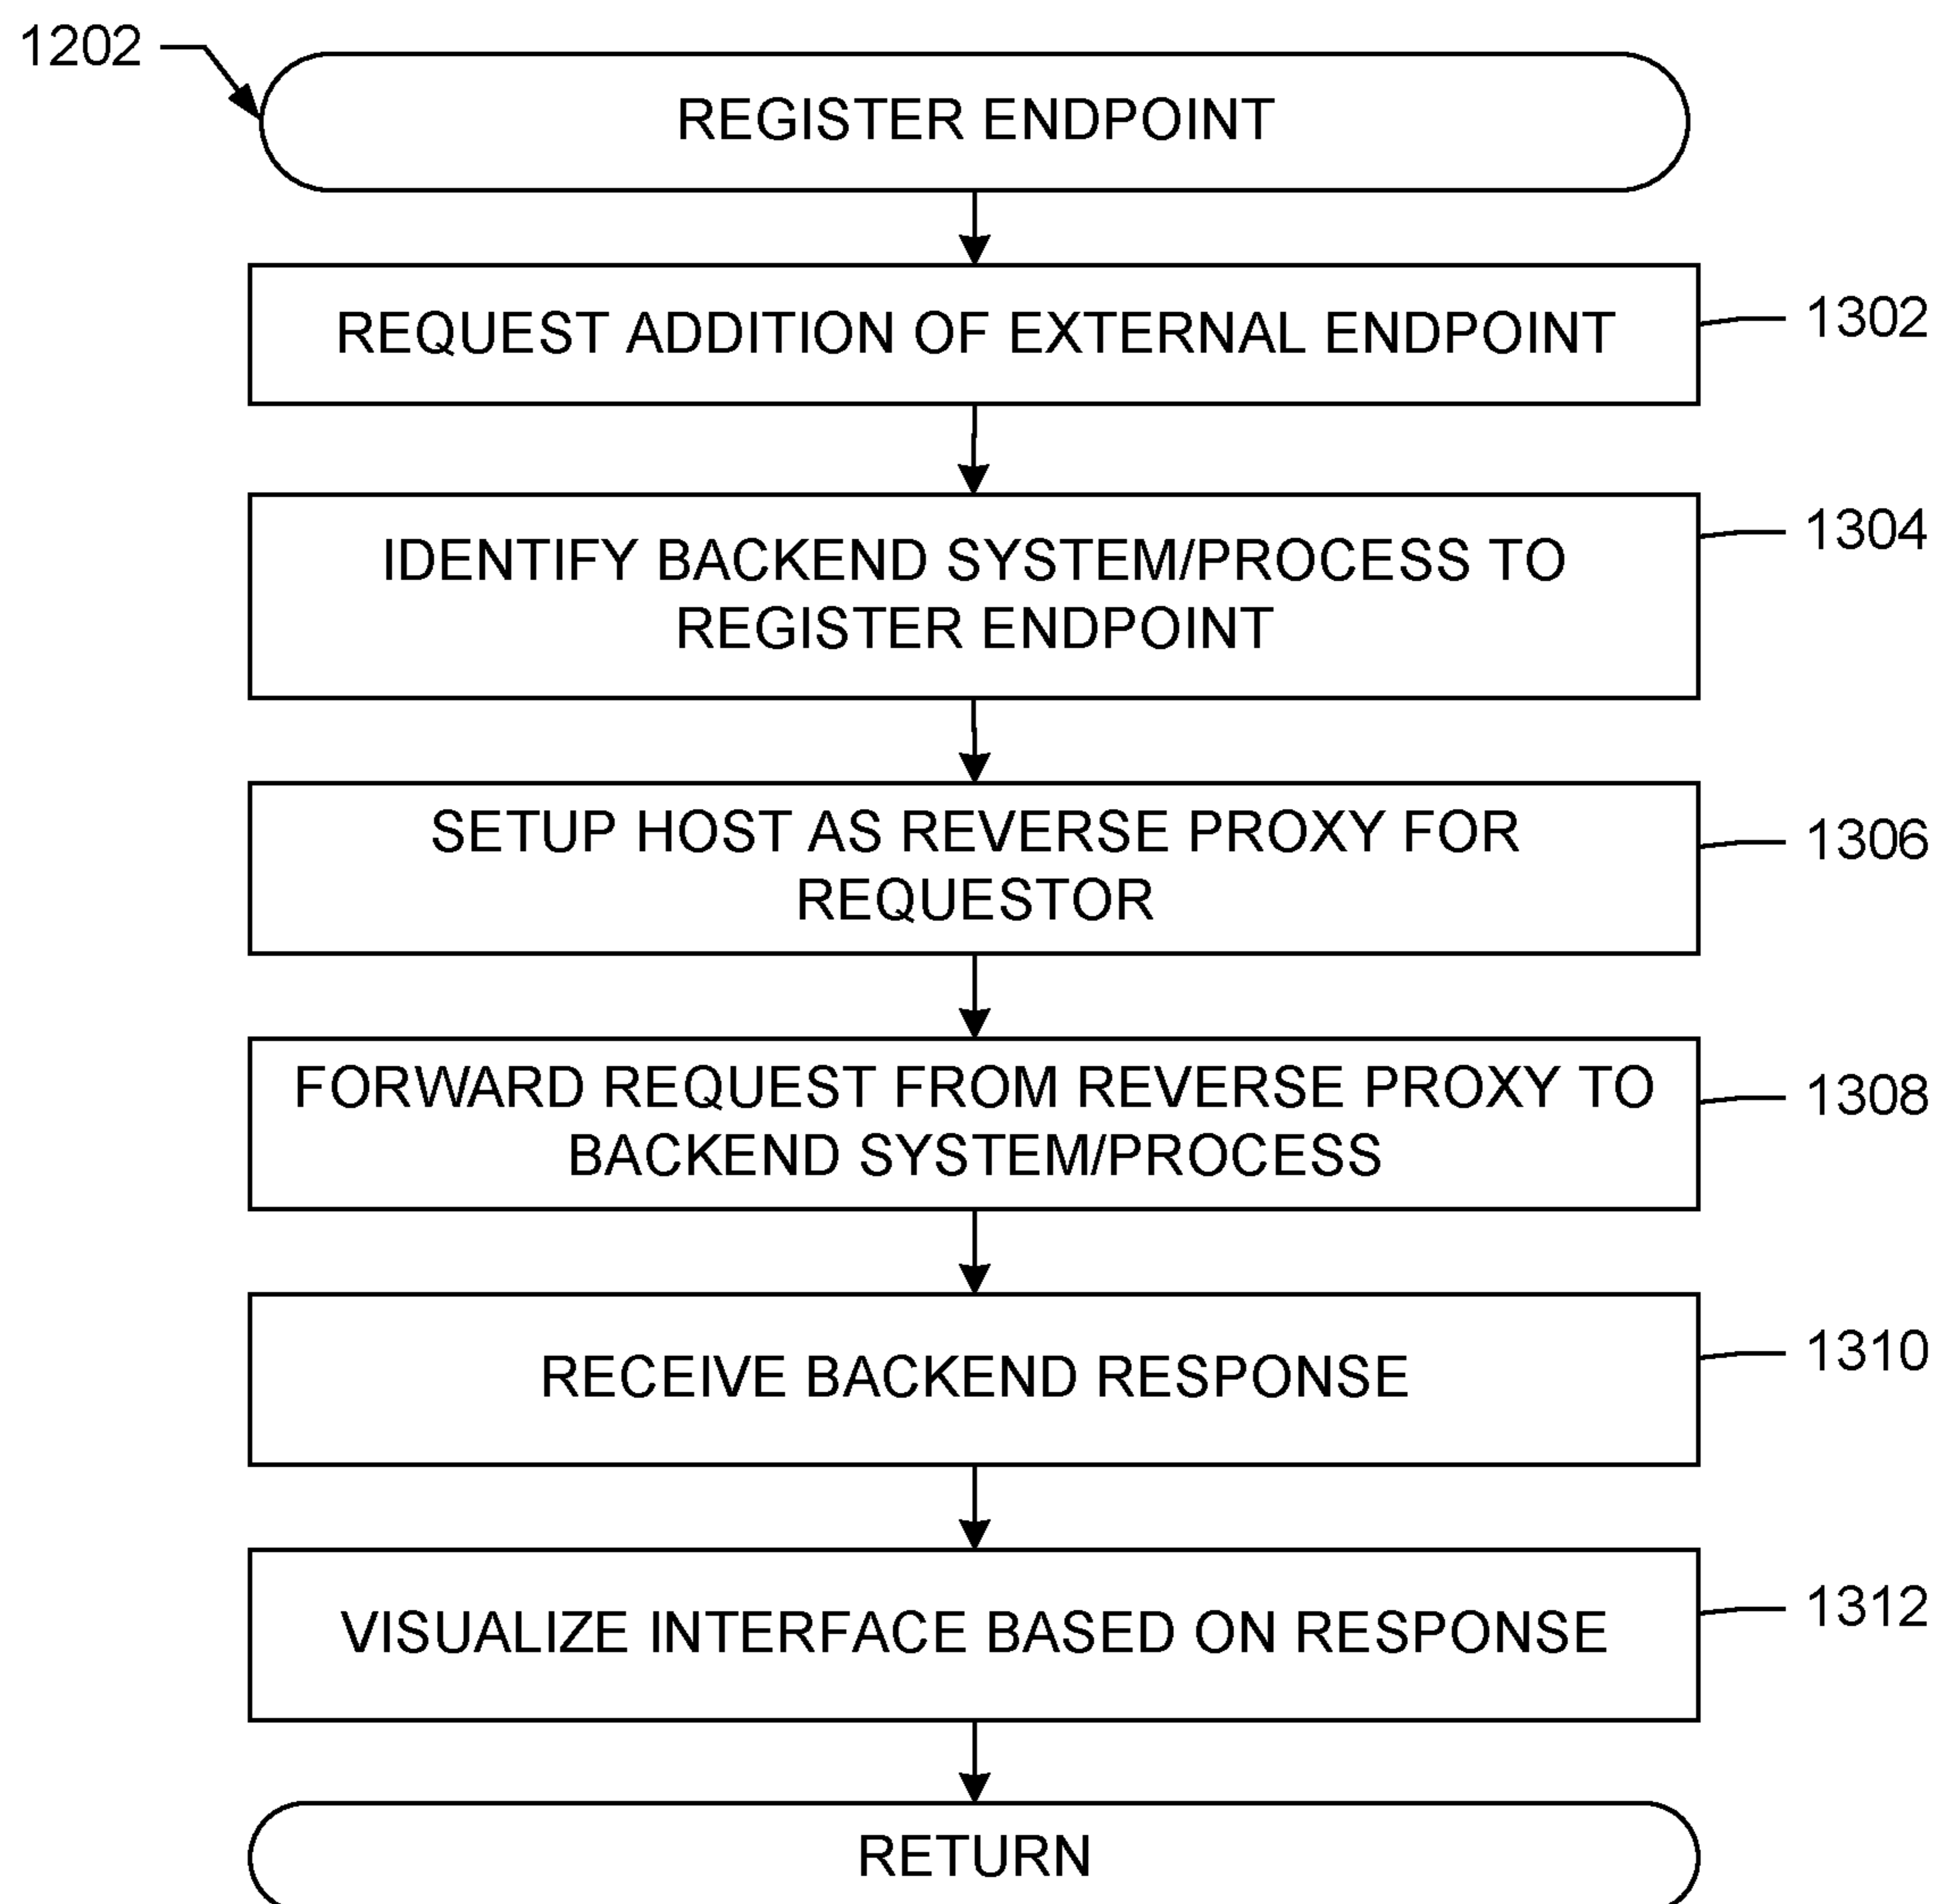 1202
REGISTER ENDPOINT
REQUEST ADDITION OF EXTERNAL ENDPOINT
1302
IDENTIFY BACKEND SYSTEM/PROCESS TO
REGISTER ENDPOINT
1304
SETUP HOST AS REVERSE PROXY FOR
REQUESTOR
1306
FORWARD REQUEST FROM REVERSE PROXY TO
BACKEND SYSTEM/PROCESS
1308
RECEIVE BACKEND RESPONSE
1310
VISUALIZE INTERFACE BASED ON RESPONSE
1312
RETURN